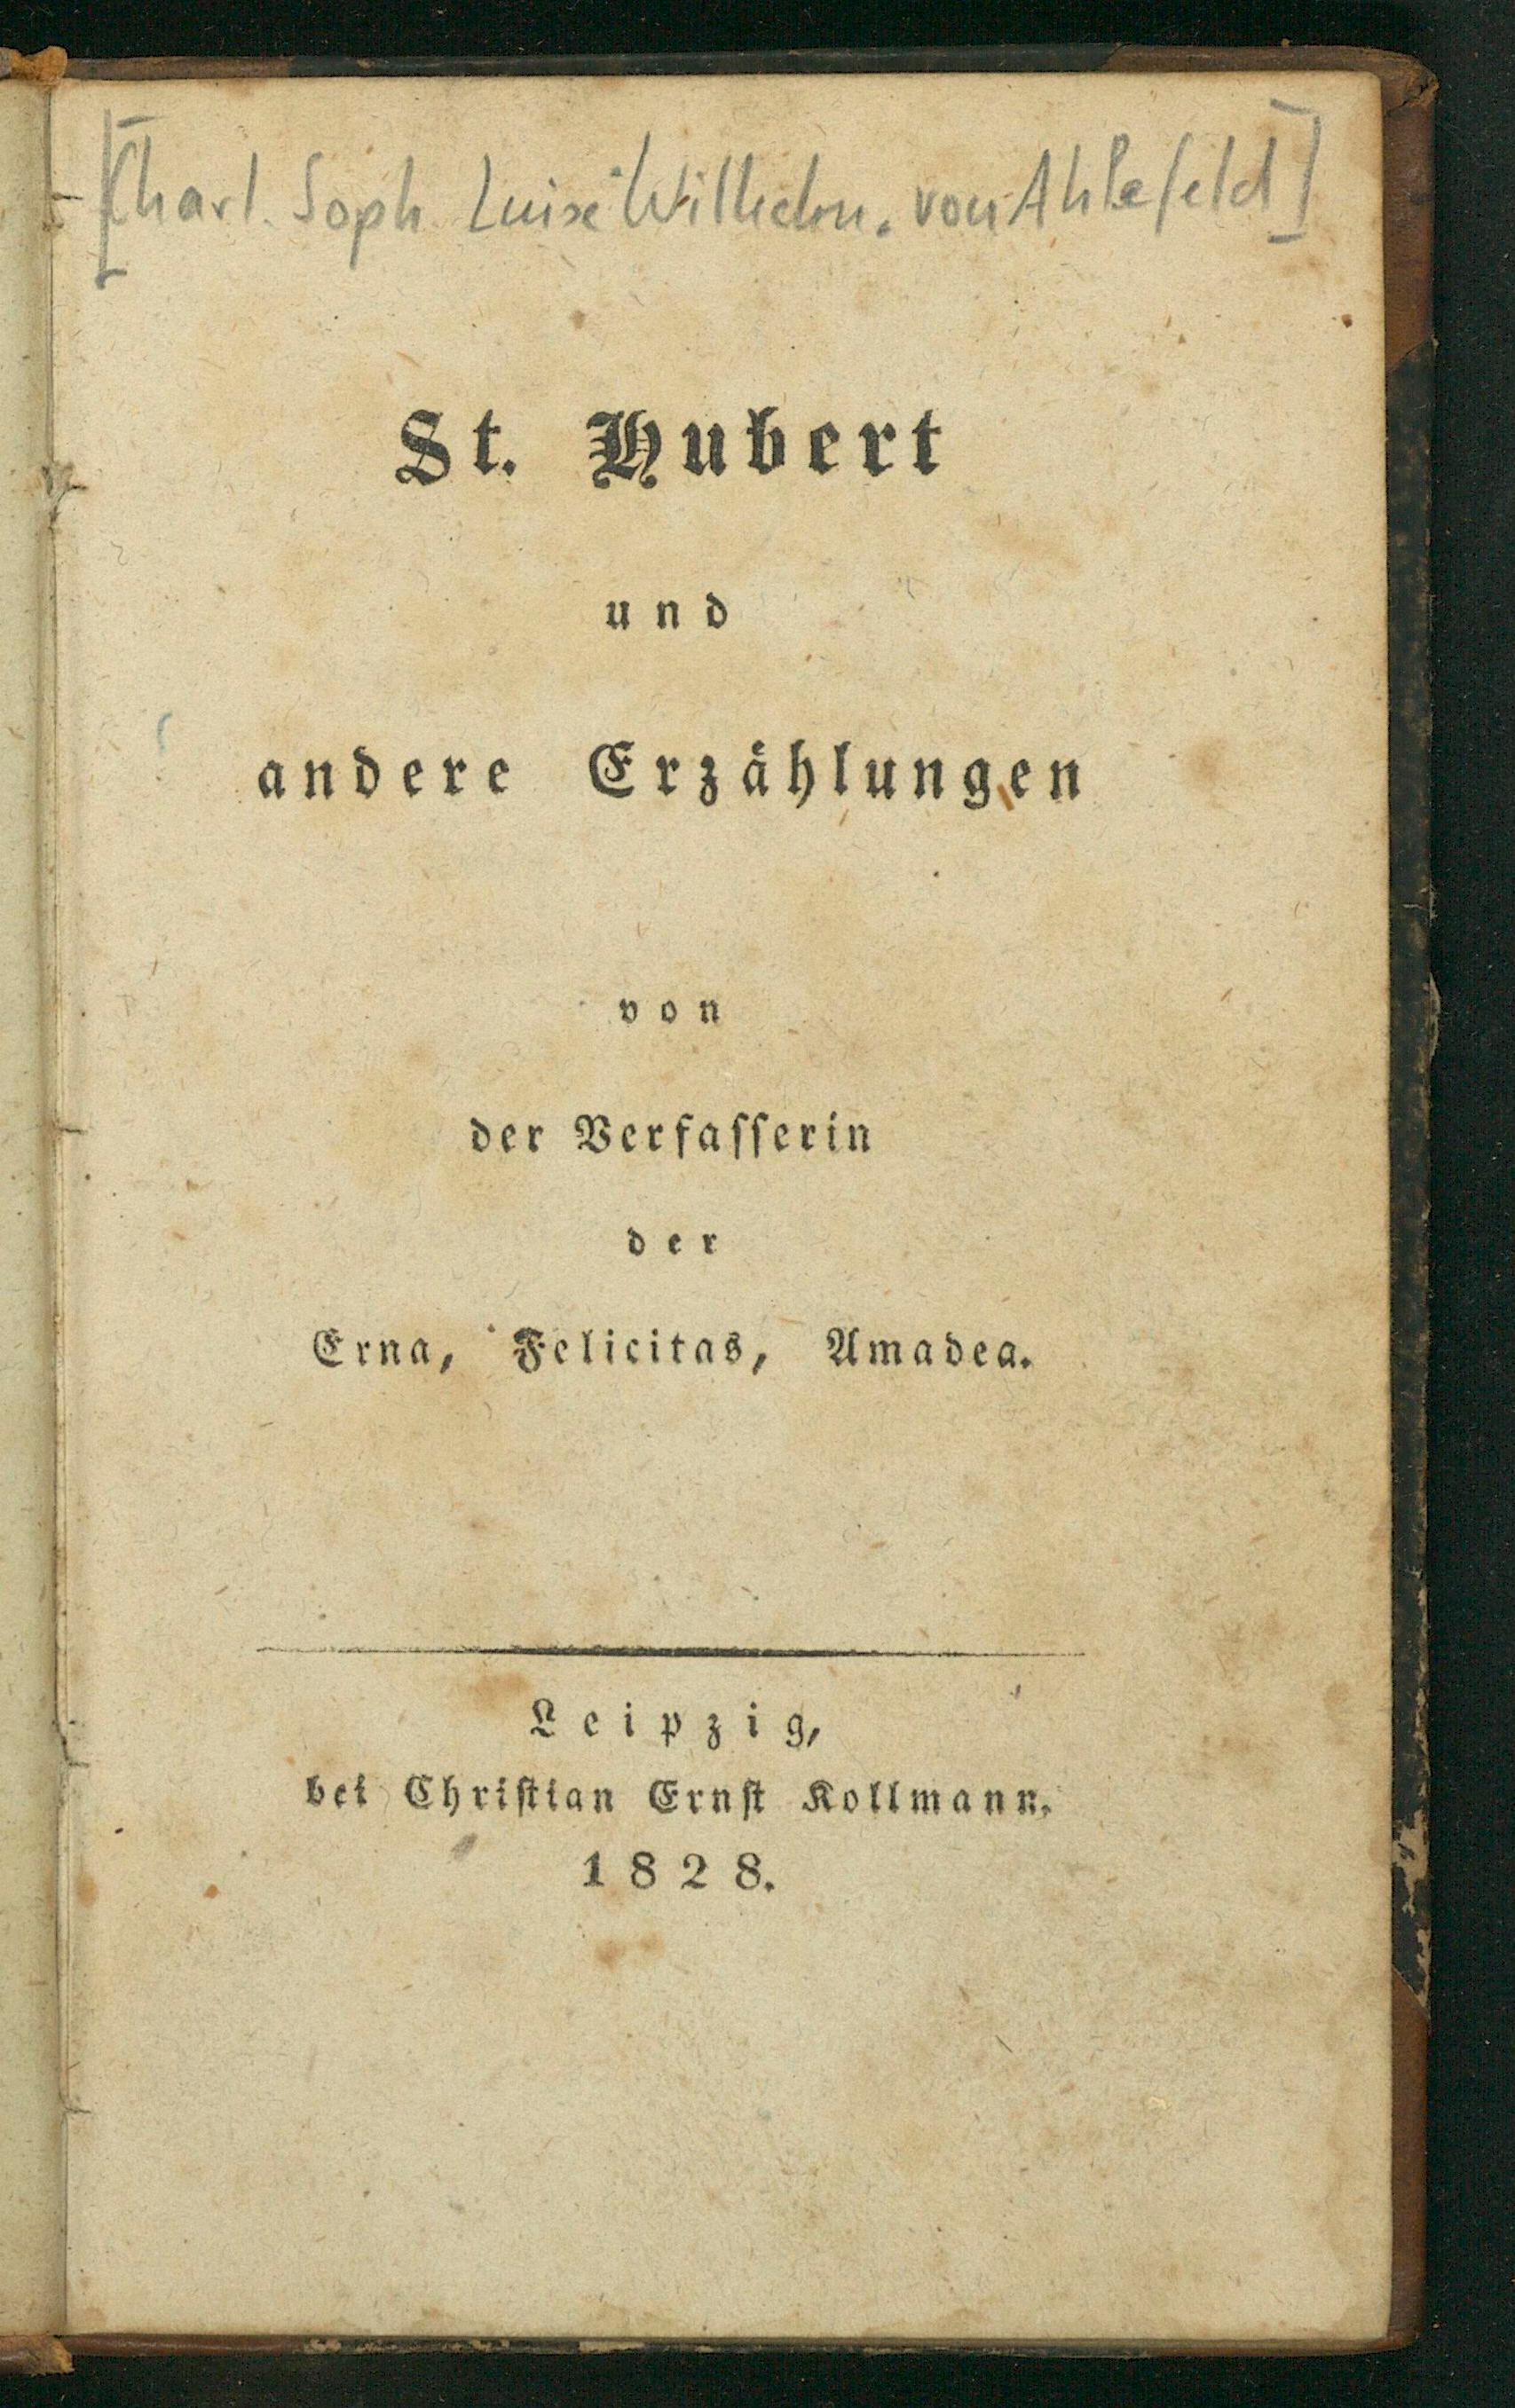 [Charl. Soph Luise Wilhelm. von Ahlefeld]
St. Hubert
und
andere Erzählungen
von
der Verfasserin
der
Erna, Felicitas, Amadea.
Leipzig,
bei Christian Ernst Kollmann.
1828.